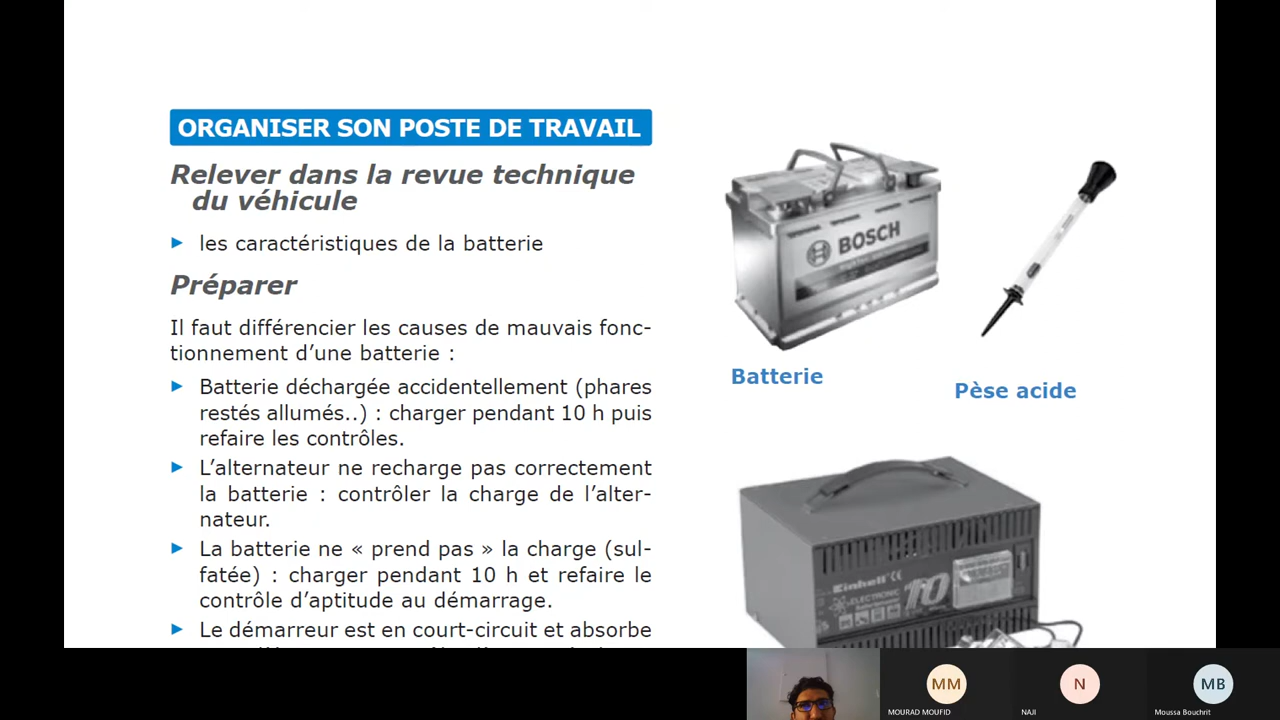 ORGANISER SON POSTE DE TRAVAIL
Relever dans la revue technique
du véhicule
les caractéristiques de la batterie
Préparer
Il faut différencier les causes de mauvais fonc-
tionnement d’une batterie :
Batterie déchargée accidentellement (phares
restés allumés..) : charger pendant 10 h puis
refaire les contrôles.
L’alternateur ne recharge pas correctement
la batterie : contrôler la charge de l’alter-
nateur.
La batterie ne « prend pas » la charge (sul-
fatée) : charger pendant 10 h et refaire le
contrôle d’aptitude au démarrage.
Le démarreur est en court-circuit et absorbe
BOSCH
Batterie
Pèse acide
Einhell CE
ELECTRONIC
10
MM
MOURAD MOUFID
N
NAJI
MB
Moussa Bouchrit